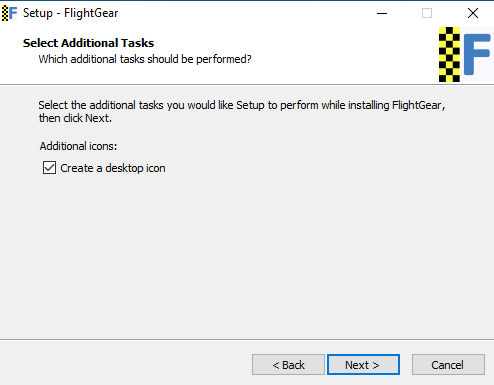 Setup - FlightGear
Select Additional Tasks
Which additional tasks should be performed?
F
Select the additional tasks you would like Setup to perform while installing FlightGear,
then click Next.
Additional icons:
Create a desktop icon
< Back
Next >
Cancel